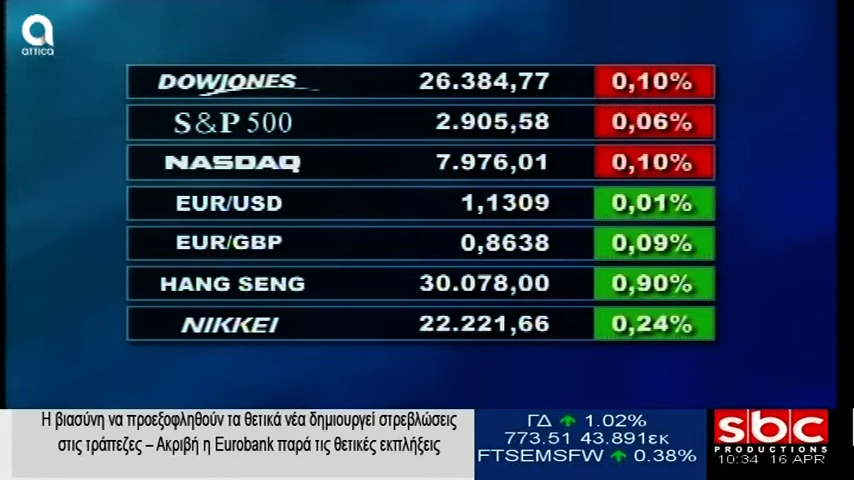 αττιca
DOWJONES 26.384,77 0,10%
S&P 500 2.905,58 0,06%
NASDAQ 7.976,01 0,10%
EUR/USD 1,1309 0,01%
EUR/GBP 0,8638 0,09%
HANG SENG 30.078,00 0,90%
NIKKEI 22.221,66 0,24%
Η βιασύνη να προεξοφληθούν τα θετικά νέα δημιουργεί στρεβλώσεις
στις τράπεζες – Ακριβή η Eurobank παρά τις θετικές εκπλήξεις
ΓΔ 1.02%
773.51 43.891εκ
FTSEMSFW 0.38%
sbc
PRODUCTIONS
10:34 16 APR